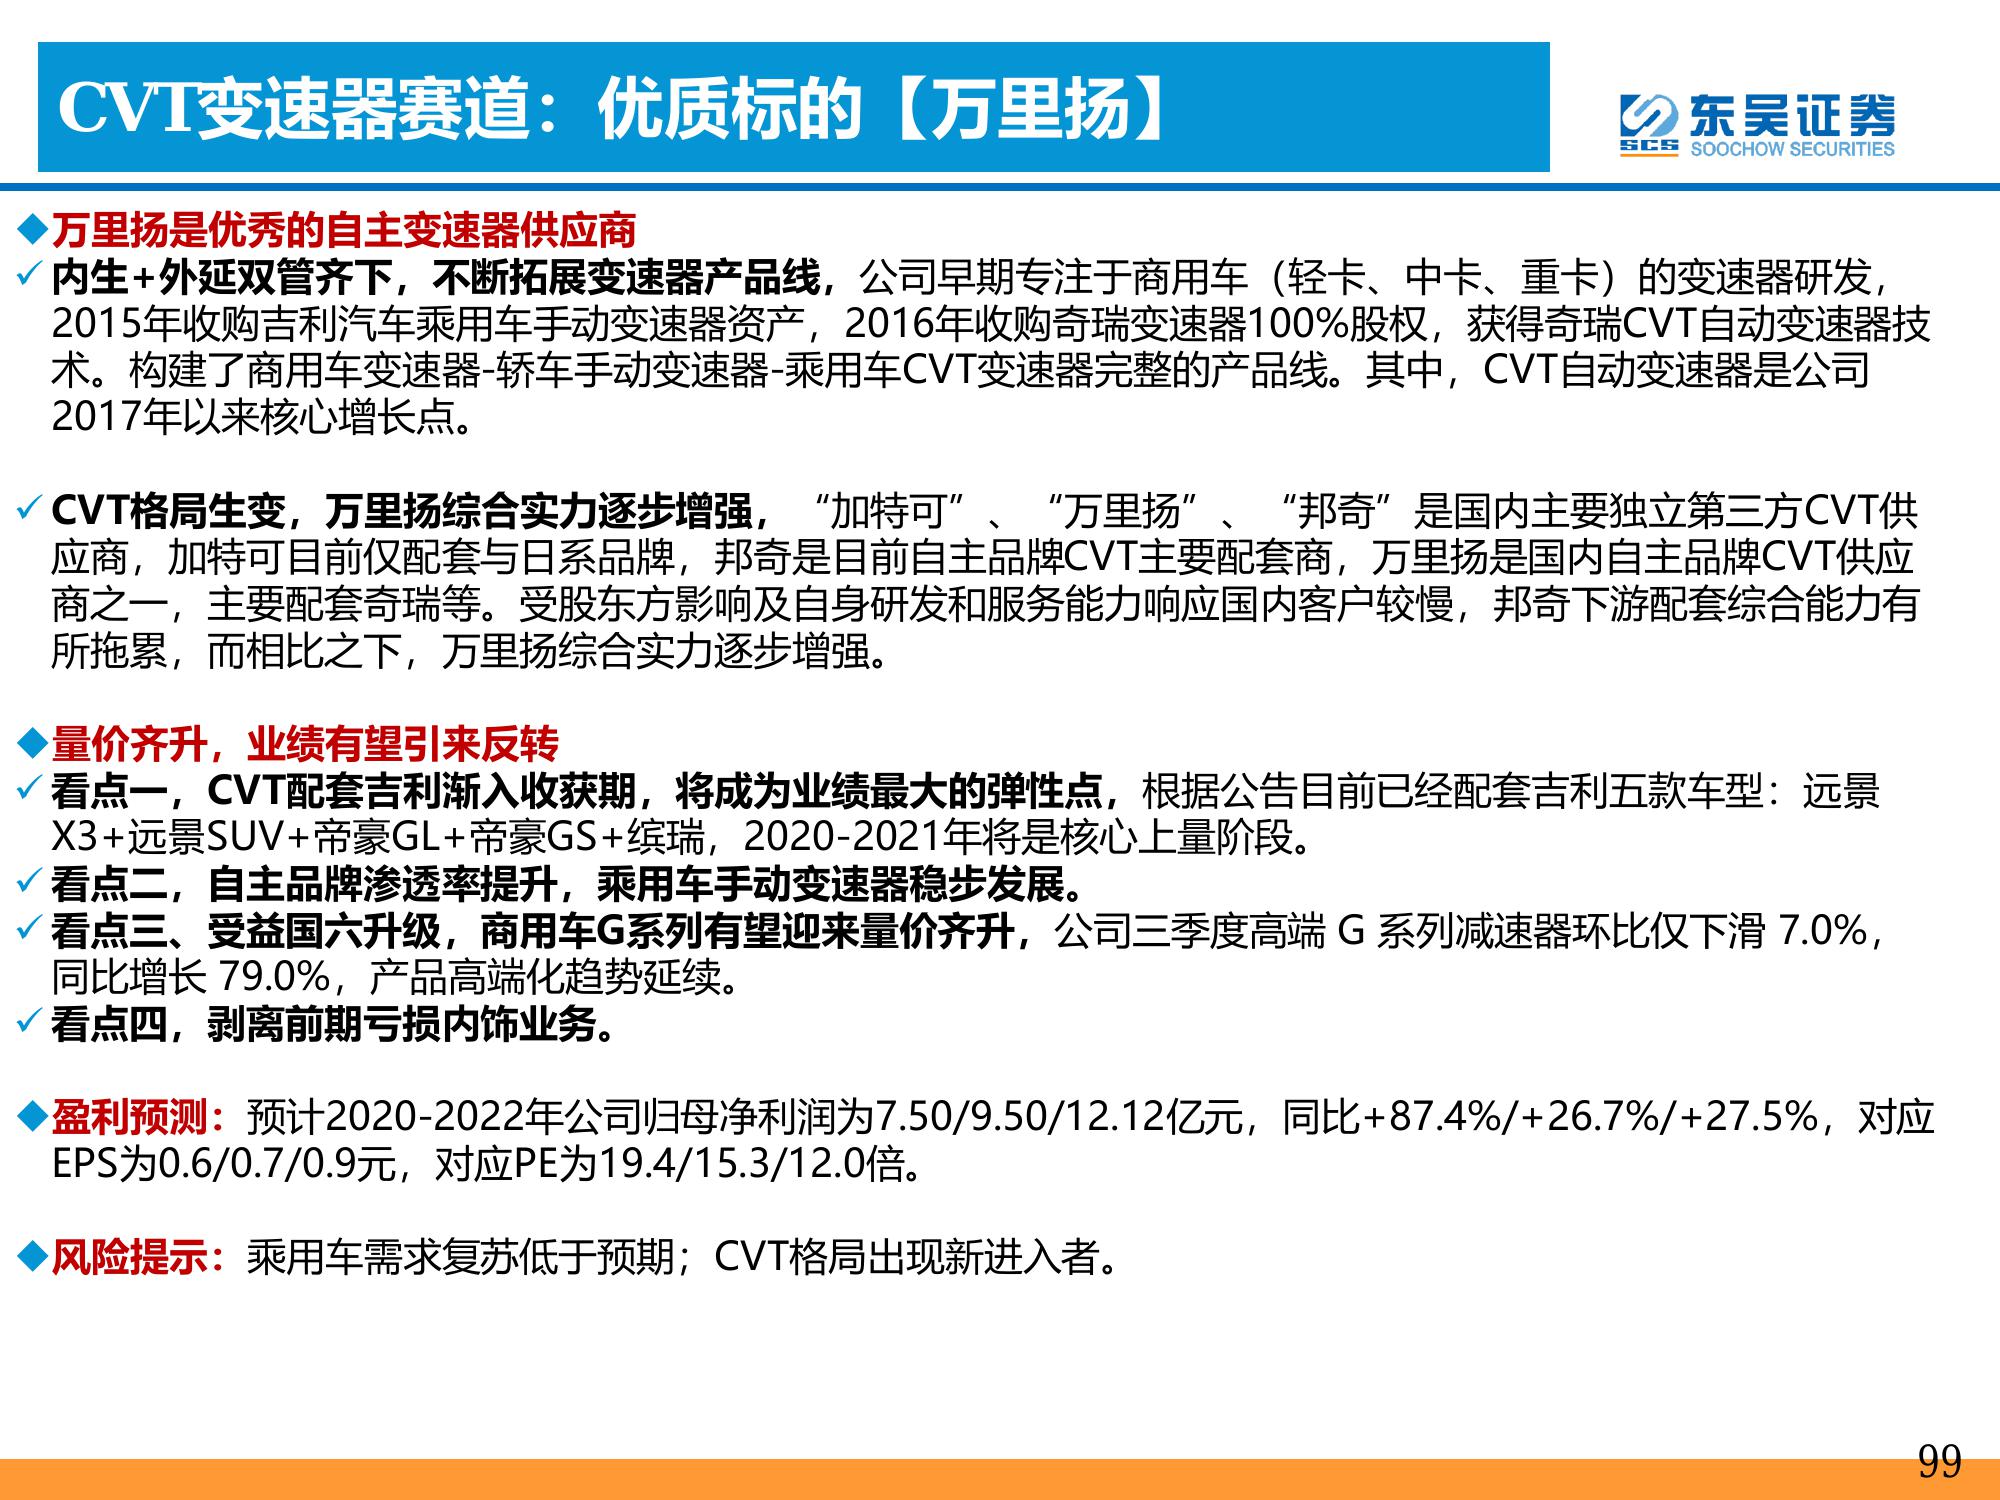 CVT变速器赛道：优质标的【万里扬】
东吴证券
SCS
SOOCHOW SECURITIES
◆万里扬是优秀的自主变速器供应商
✓内生+外延双管齐下，不断拓展变速器产品线，公司早期专注于商用车（轻卡、中卡、重卡）的变速器研发，
2015年收购吉利汽车乘用车手动变速器资产，2016年收购奇瑞变速器100%股权，获得奇瑞CVT自动变速器技
术。构建了商用车变速器-轿车手动变速器-乘用车CVT变速器完整的产品线。其中，CVT自动变速器是公司
2017年以来核心增长点。
✓CVT格局生变，万里扬综合实力逐步增强，“加特可”、“万里扬”、“邦奇”是国内主要独立第三方CVT供
应商，加特可目前仅配套与日系品牌，邦奇是目前自主品牌CVT主要配套商，万里扬是国内自主品牌CVT供应
商之一，主要配套奇瑞等。受股东方影响及自身研发和服务能力响应国内客户较慢，邦奇下游配套综合能力有
所拖累，而相比之下，万里扬综合实力逐步增强。
◆量价齐升，业绩有望引来反转
✓看点一，CVT配套吉利渐入收获期，将成为业绩最大的弹性点，根据公告目前已经配套吉利五款车型：远景
X3+远景SUV+帝豪GL+帝豪GS+缤瑞，2020-2021年将是核心上量阶段。
✓看点二，自主品牌渗透率提升，乘用车手动变速器稳步发展。
✓看点三、受益国六升级，商用车G系列有望迎来量价齐升，公司三季度高端 G 系列减速器环比仅下滑 7.0%，
同比增长 79.0%，产品高端化趋势延续。
✓看点四，剥离前期亏损内饰业务。
◆盈利预测：预计2020-2022年公司归母净利润为7.50/9.50/12.12亿元，同比+87.4%/+26.7%/+27.5%，对应
EPS为0.6/0.7/0.9元，对应PE为19.4/15.3/12.0倍。
◆风险提示：乘用车需求复苏低于预期；CVT格局出现新进入者。
99